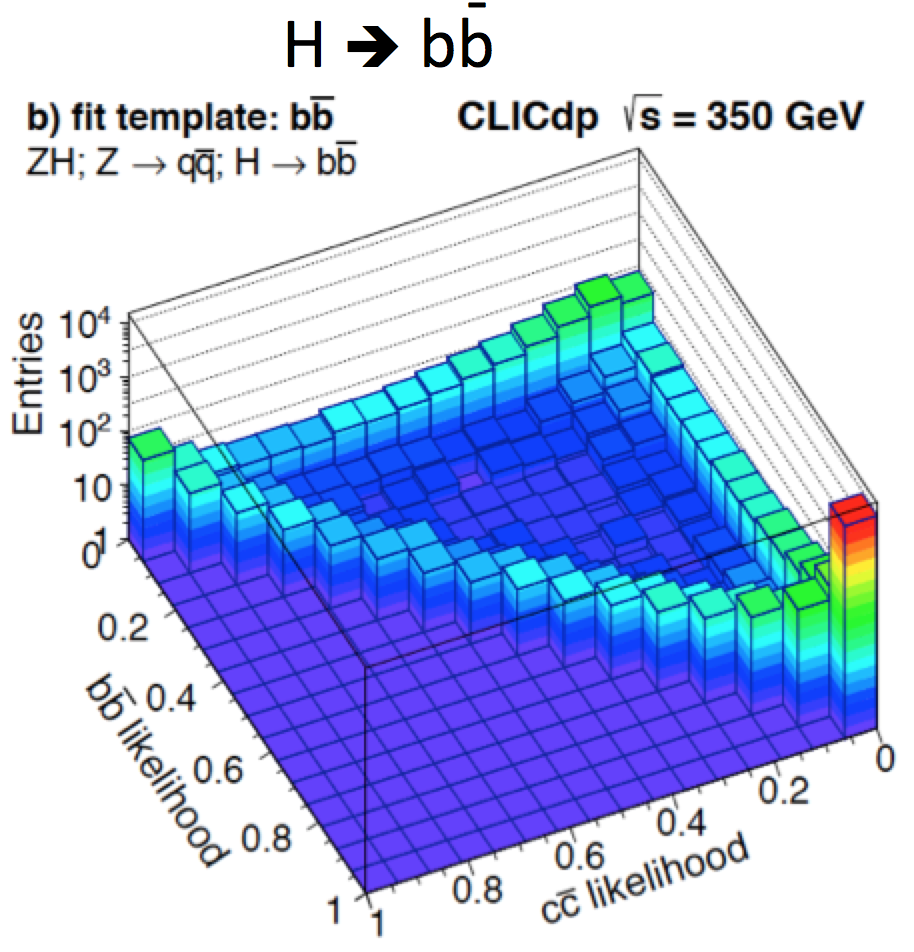 H ➔ bb̄
b) fit template: bb̄
CLICdp √s = 350 GeV
ZH; Z → qq̄; H → bb̄
Entries
10⁴
10³
10²
10
1
0
0.2
0.4
0.6
0.8
1
bb̄ likelihood
1
0.8
0.6
0.4
0.2
0
cc̄ likelihood